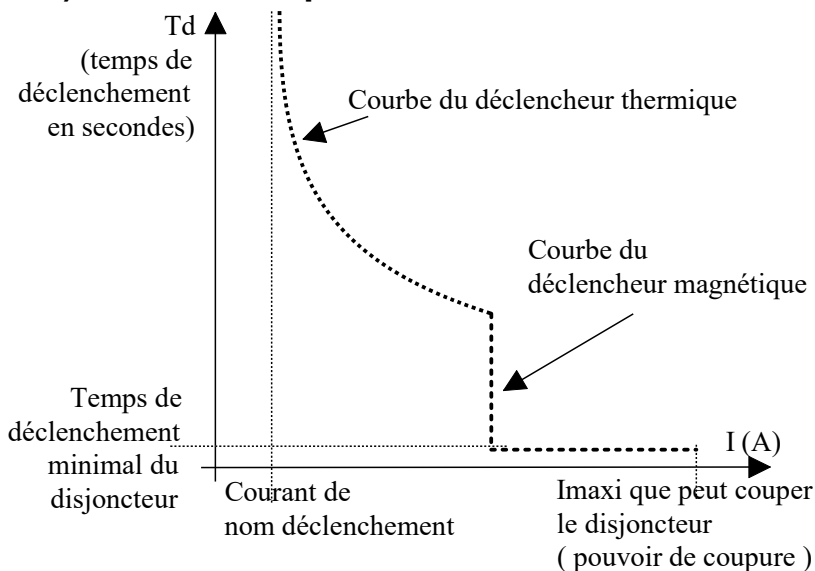 Td
(temps de
déclenchement
en secondes)
Courbe du déclencheur thermique
Courbe du
déclencheur magnétique
Temps de
déclenchement
minimal du
disjoncteur
I (A)
Courant de
nom déclenchement
Imaxi que peut couper
le disjoncteur
( pouvoir de coupure )